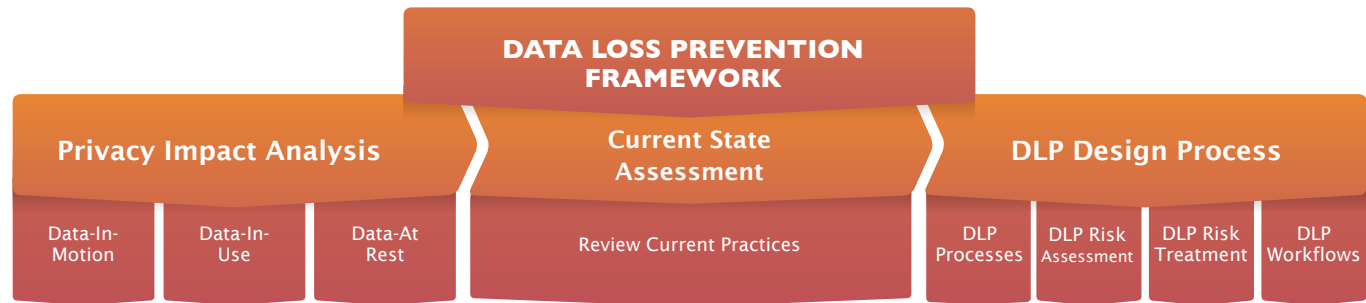 DATA LOSS PREVENTION
FRAMEWORK
Privacy Impact Analysis
Current State
Assessment
DLP Design Process
Data-In-
Motion
Data-In-
Use
Data-At
Rest
Review Current Practices
DLP
Processes
DLP Risk
Assessment
DLP Risk
Treatment
DLP
Workflows